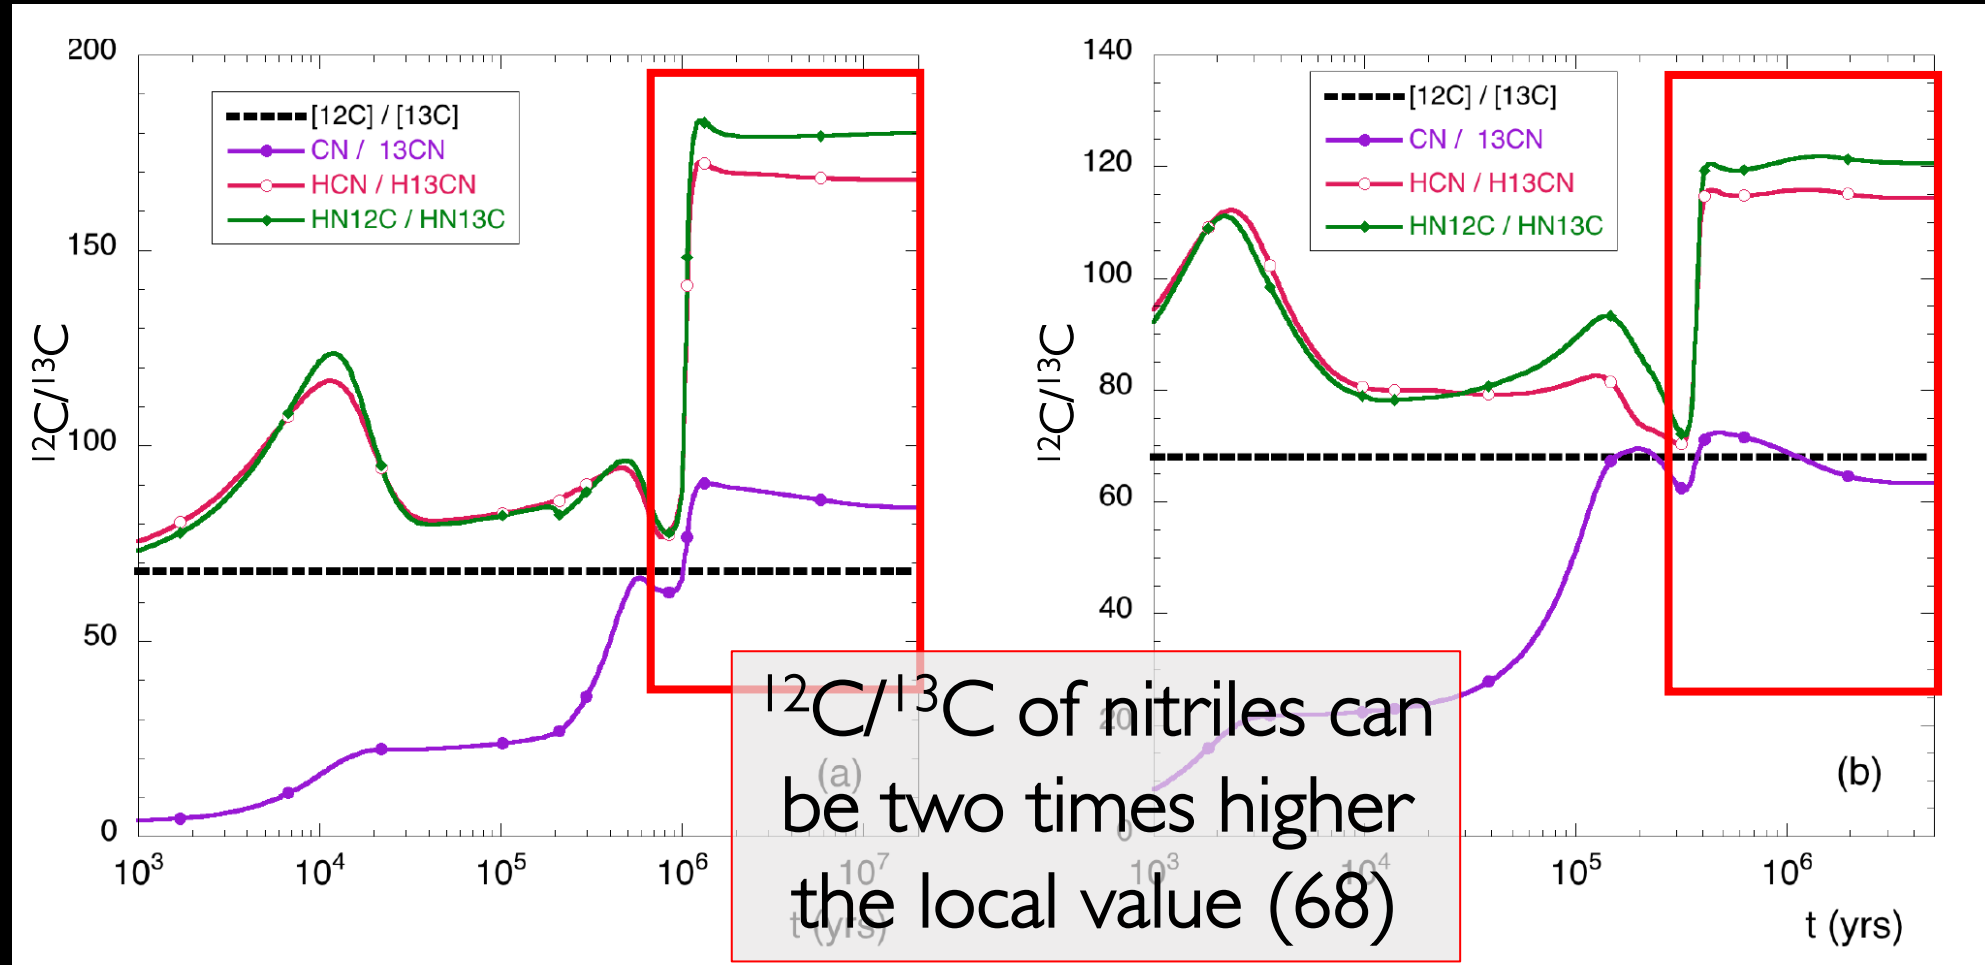 200
150
100
50
0
10³
10⁴
10⁵
10⁶
10⁷
t (yrs)
¹²C/¹³C
[12C] / [13C]
CN / 13CN
HCN / H13CN
HN12C / HN13C
(a)
140
120
100
80
60
40
20
0
10³
10⁴
10⁵
10⁶
t (yrs)
¹²C/¹³C
[12C] / [13C]
CN / 13CN
HCN / H13CN
HN12C / HN13C
(b)
¹²C/¹³C of nitriles can
be two times higher
the local value (68)